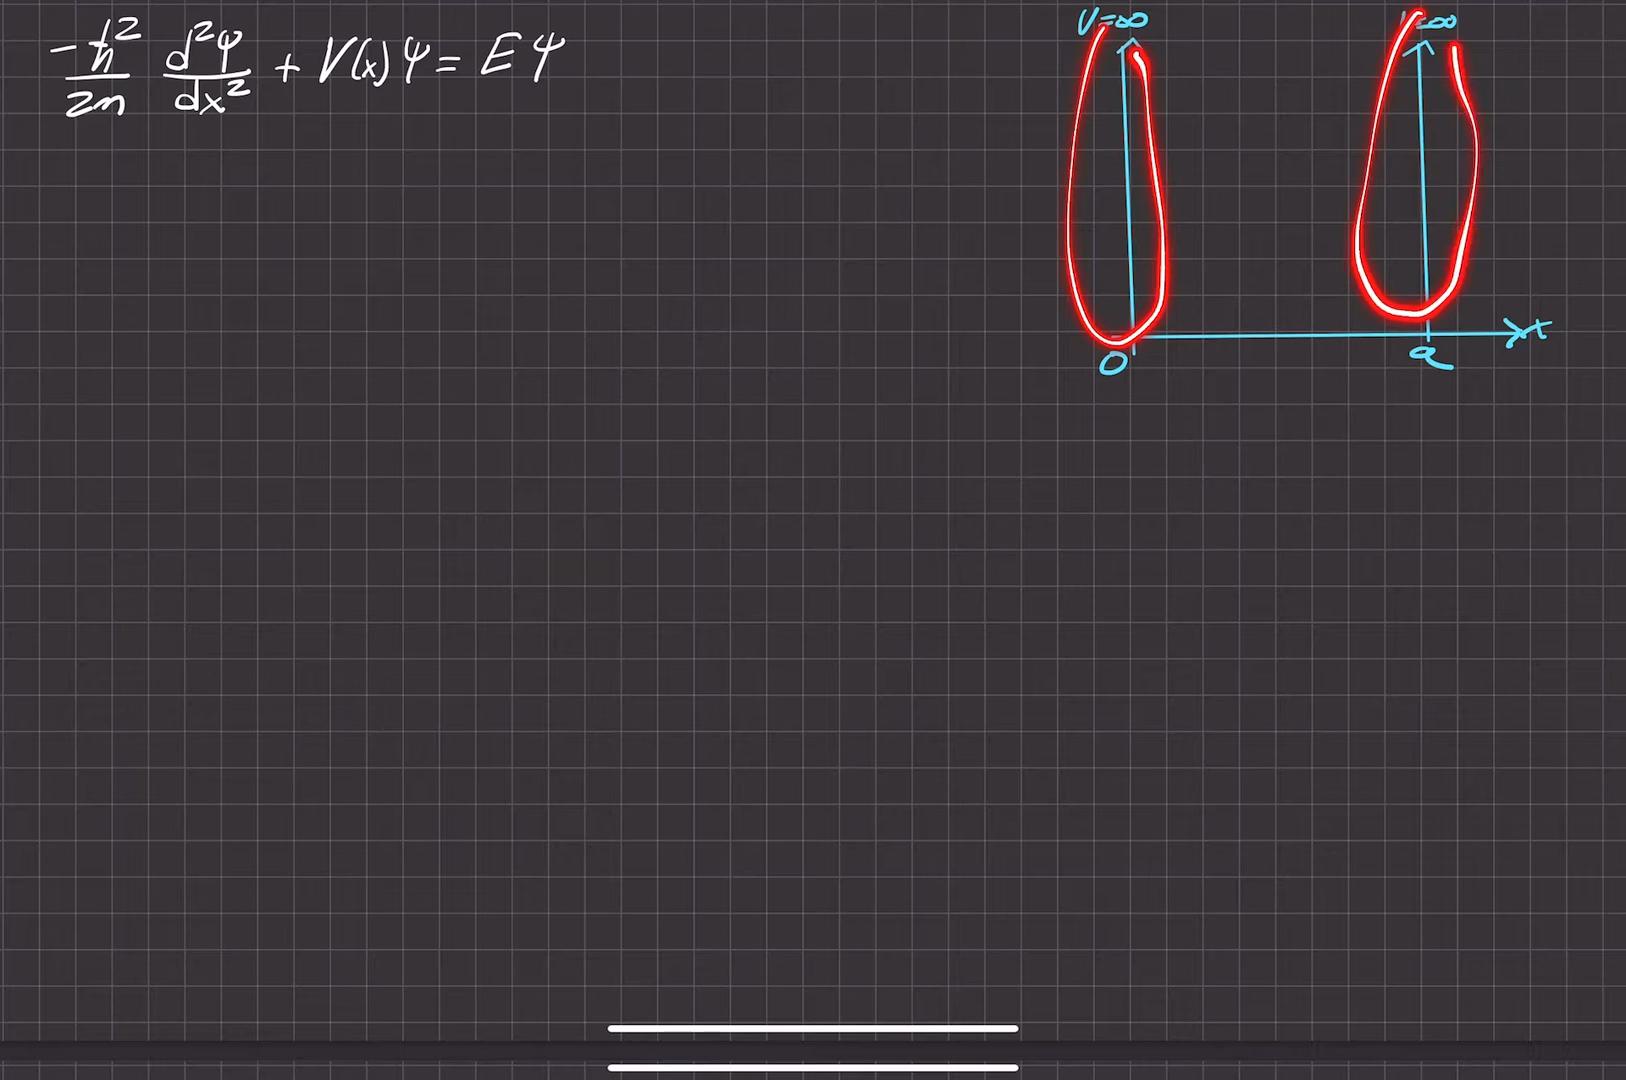 -ħ²/2m d²ψ/dx² + V(x)ψ = Eψ
V=∞
=∞
0
a
x